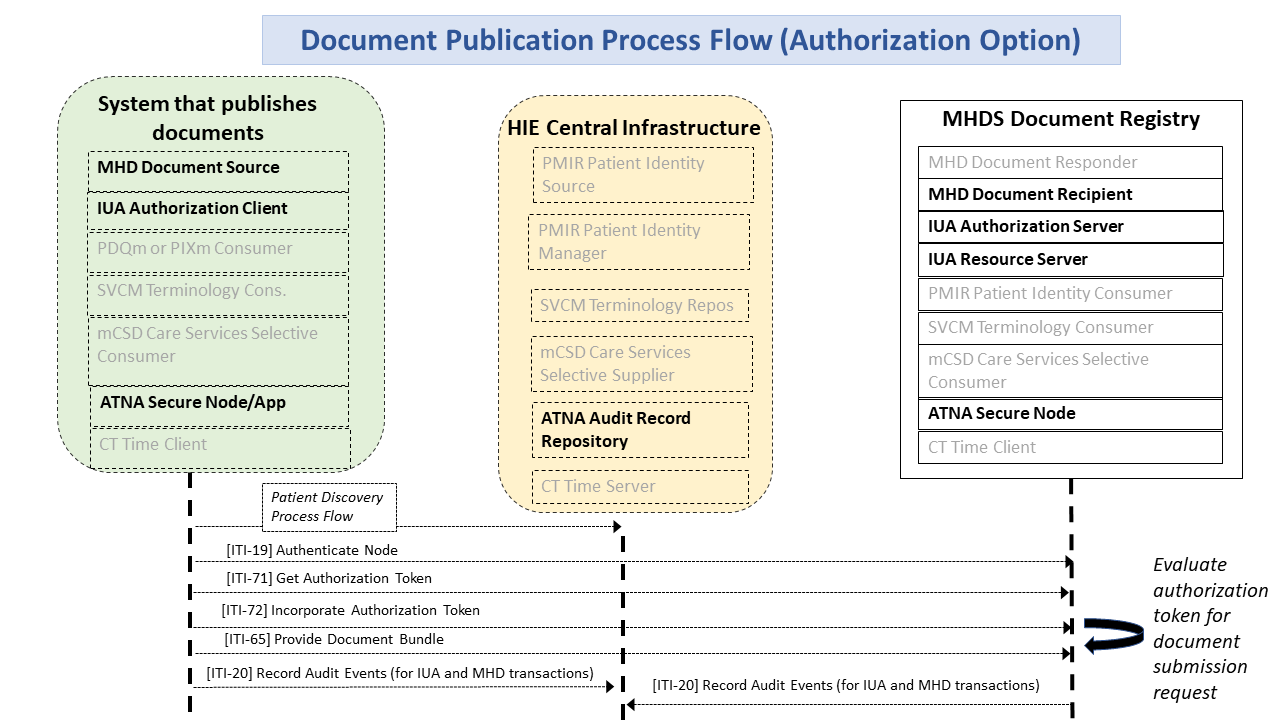 Document Publication Process Flow (Authorization Option)
System that publishes
documents
MHD Document Source
IUA Authorization Client
PDQm or PIXm Consumer
SVCM Terminology Cons.
mCSD Care Services Selective
Consumer
ATNA Secure Node/App
CT Time Client
HIE Central Infrastructure
PMIR Patient Identity
Source
PMIR Patient Identity
Manager
SVCM Terminology Repos
mCSD Care Services
Selective Supplier
ATNA Audit Record
Repository
CT Time Server
MHDS Document Registry
MHD Document Responder
MHD Document Recipient
IUA Authorization Server
IUA Resource Server
PMIR Patient Identity Consumer
SVCM Terminology Consumer
mCSD Care Services Selective
Consumer
ATNA Secure Node
CT Time Client
Patient Discovery
Process Flow
[ITI-19] Authenticate Node
[ITI-71] Get Authorization Token
[ITI-72] Incorporate Authorization Token
[ITI-65] Provide Document Bundle
[ITI-20] Record Audit Events (for IUA and MHD transactions)
[ITI-20] Record Audit Events (for IUA and MHD transactions)
Evaluate
authorization
token for
document
submission
request